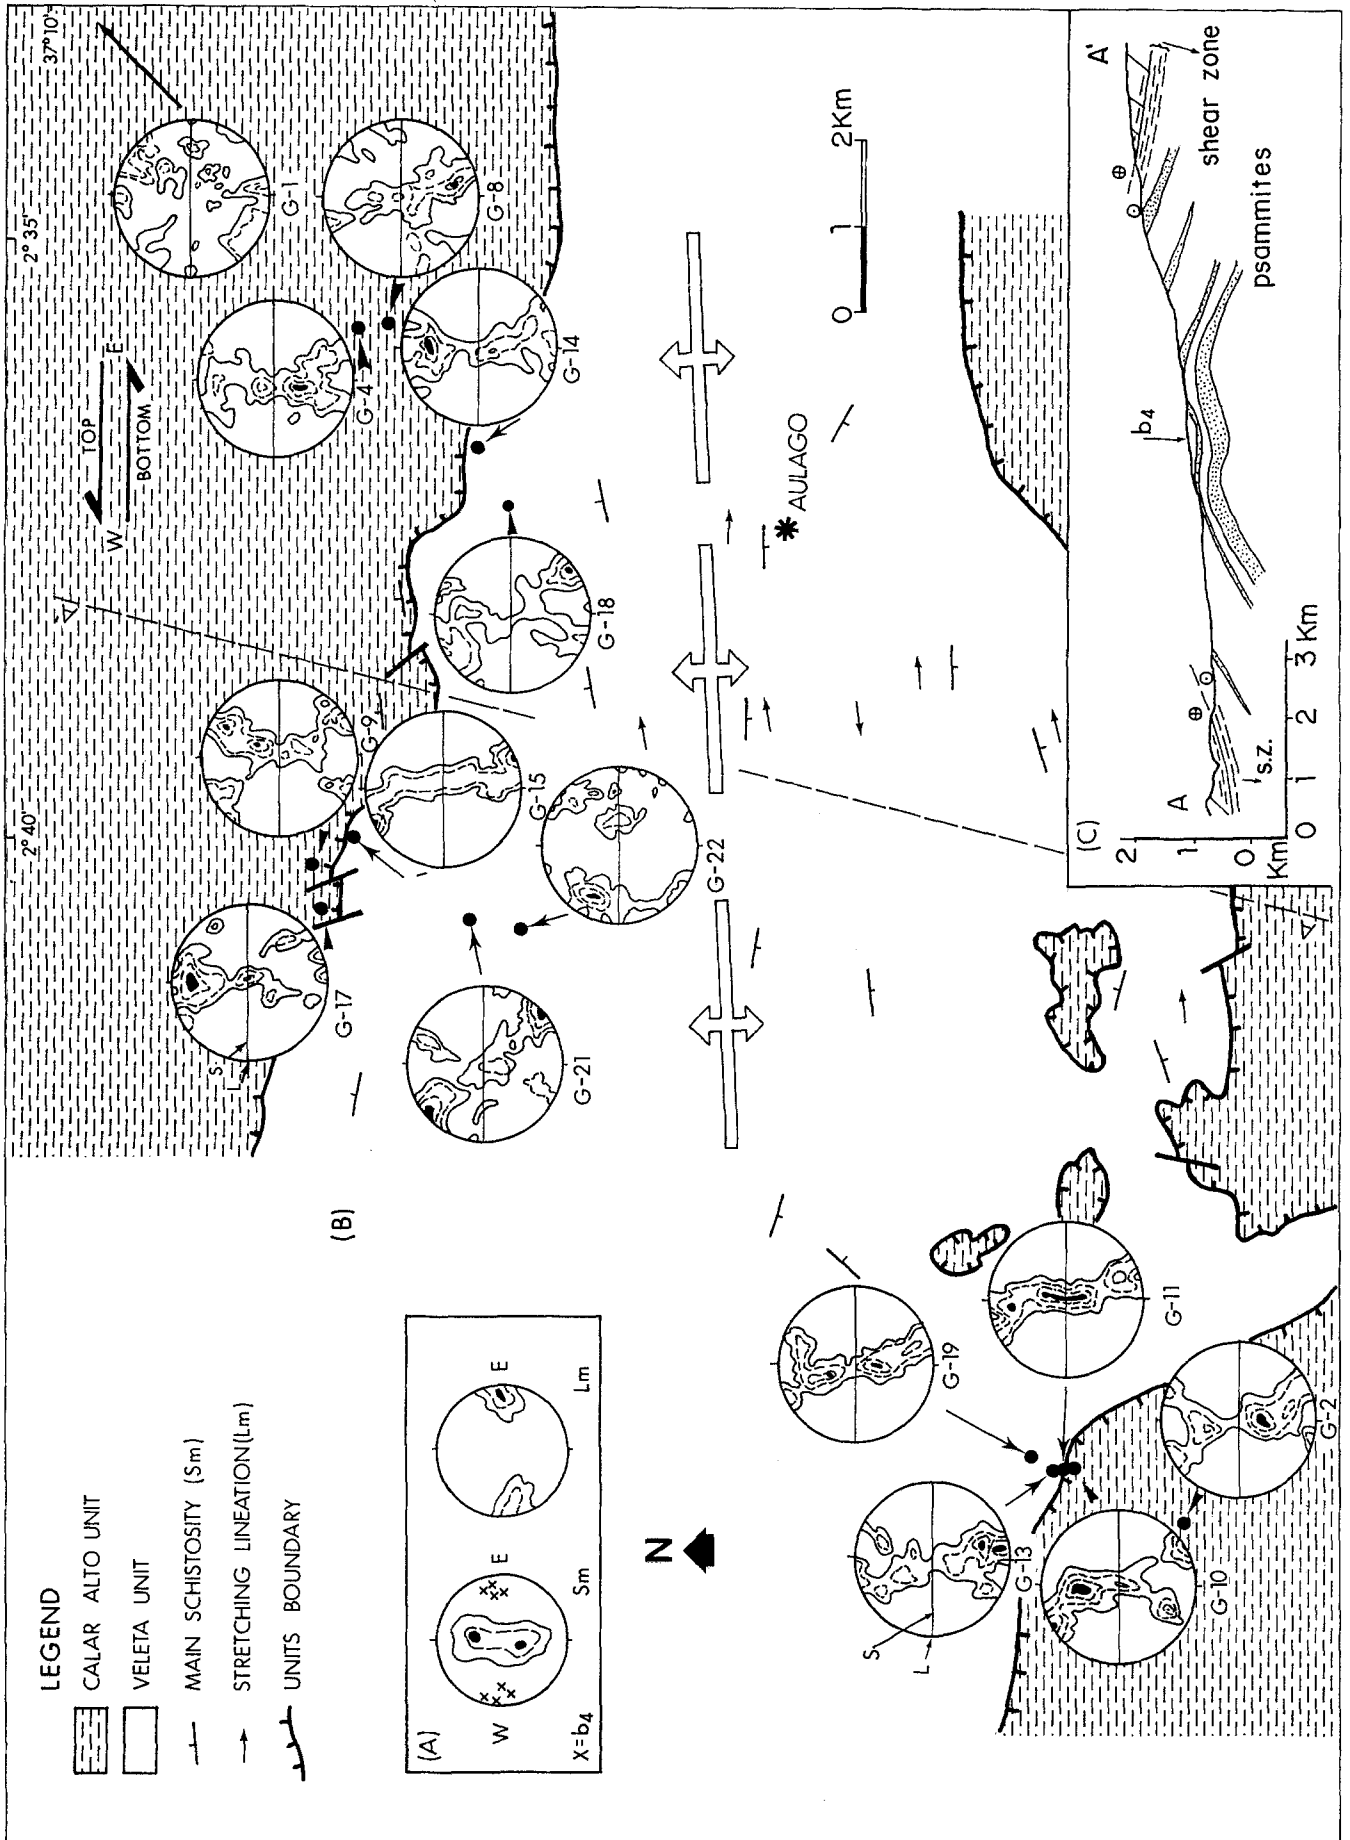 LEGEND
CALAR ALTO UNIT
VELETA UNIT
MAIN SCHISTOSITY (Sm)
STRETCHING LINEATION (Lm)
UNITS BOUNDARY
(A)
W
E
Sm
E
Lm
x=b4
N
(B)
2° 40'
2° 35'
37°10'
W
TOP
E
BOTTOM
S
L
G-17
G-9
G-15
G-4
G-1
G-8
G-14
G-18
G-21
G-22
AULAGO
0
1
2Km
G-19
G-11
S
L
G-13
G-10
G-2
(C)
2
1
0
Km
0
1
2
3 Km
A
s.z.
b4
psammites
shear zone
A'